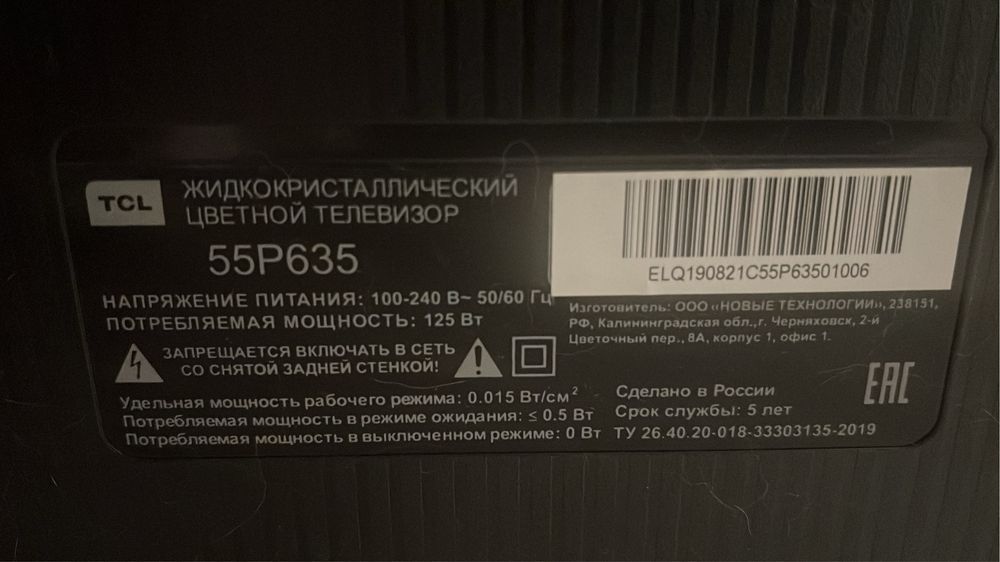 TCL
ЖИДКОКРИСТАЛЛИЧЕСКИЙ
ЦВЕТНОЙ ТЕЛЕВИЗОР
55P635
НАПРЯЖЕНИЕ ПИТАНИЯ: 100-240 В~ 50/60 Гц
ПОТРЕБЛЯЕМАЯ МОЩНОСТЬ: 125 Вт
ЗАПРЕЩАЕТСЯ ВКЛЮЧАТЬ В СЕТЬ
СО СНЯТОЙ ЗАДНЕЙ СТЕНКОЙ!
Удельная мощность рабочего режима: 0.015 Вт/см²
Потребляемая мощность в режиме ожидания: ≤ 0.5 Вт
Потребляемая мощность в выключенном режиме: 0 Вт
ELQ190821C55P63501006
Изготовитель: ООО «НОВЫЕ ТЕХНОЛОГИИ», 238151,
РФ, Калининградская обл.,г. Черняховск, 2-й
Цветочный пер., 8А, корпус 1, офис 1.
Сделано в России
Срок службы: 5 лет
ТУ 26.40.20-018-33303135-2019
EAC